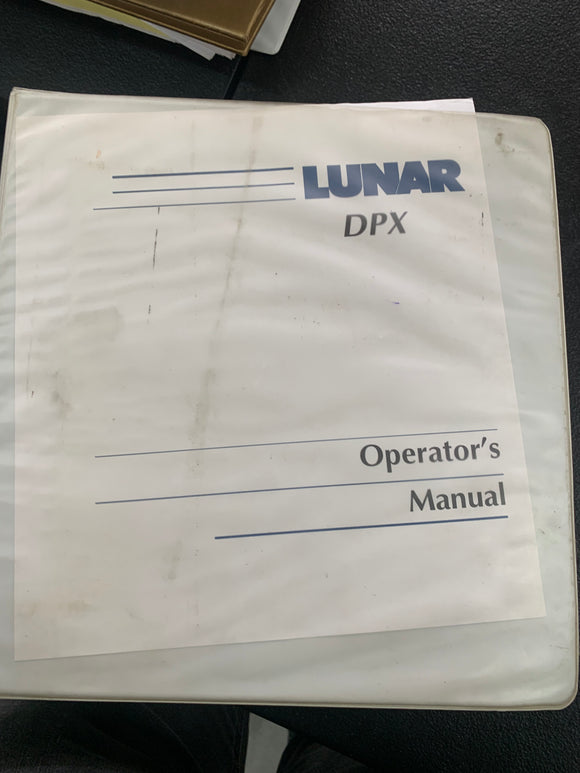 LUNAR
DPX
Operator's
Manual